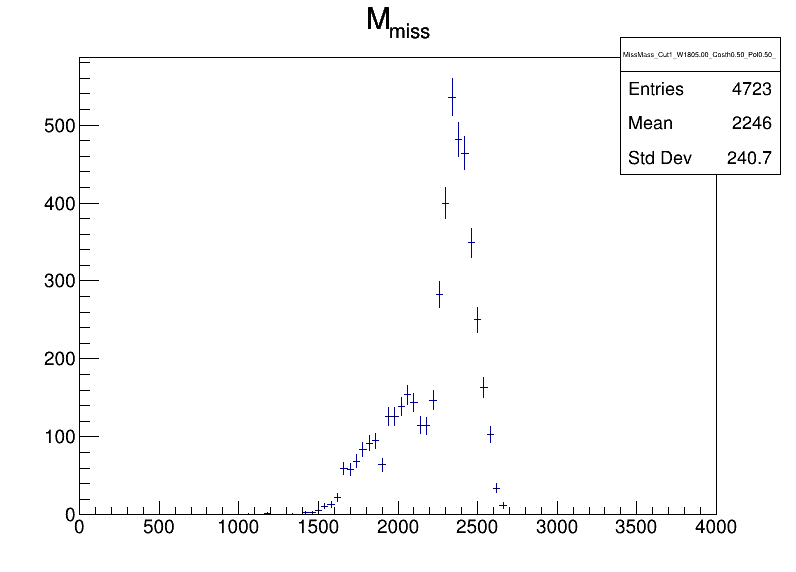 M_miss
MissMass_Cut1_W1805.00_Costh0.50_Pol0.50_
Entries 4723
Mean 2246
Std Dev 240.7
500
400
300
200
100
0
0 500 1000 1500 2000 2500 3000 3500 4000